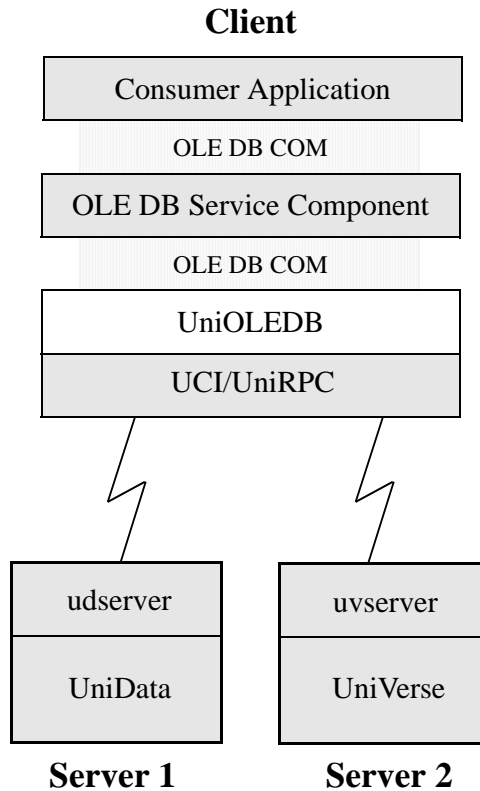 Client
Consumer Application
OLE DB COM
OLE DB Service Component
OLE DB COM
UniOLEDB
UCI/UniRPC
udserver
UniData
Server 1
uvserver
UniVerse
Server 2